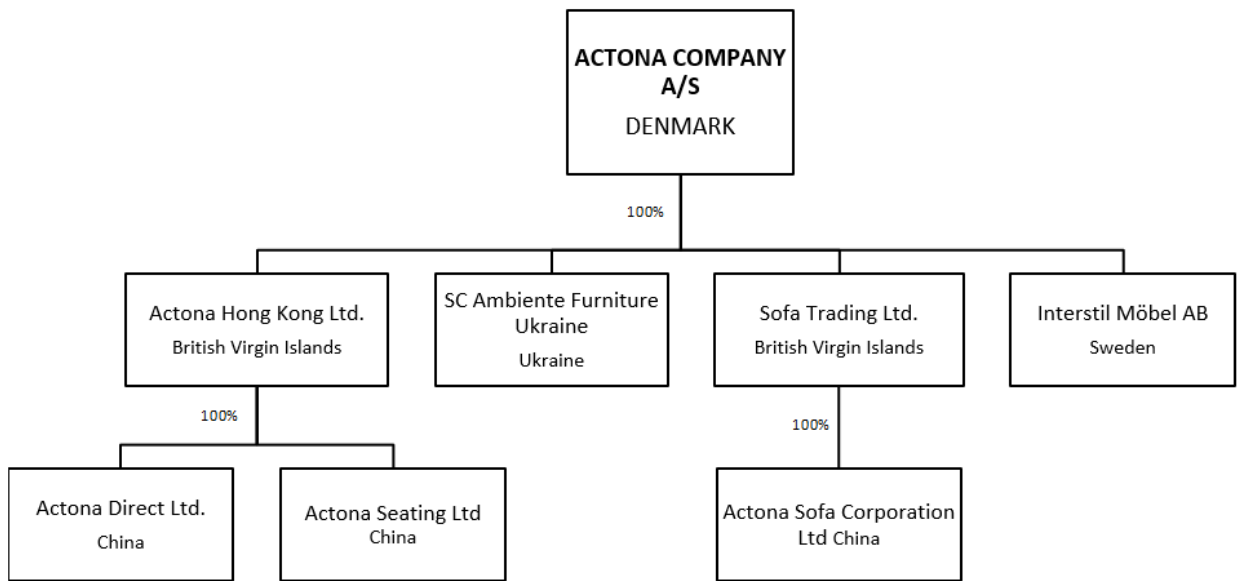 ACTONA COMPANY
A/S
DENMARK
100%
Actona Hong Kong Ltd.
British Virgin Islands
SC Ambiente Furniture
Ukraine
Ukraine
Sofa Trading Ltd.
British Virgin Islands
Interstil Möbel AB
Sweden
100%
100%
Actona Direct Ltd.
China
Actona Seating Ltd
China
Actona Sofa Corporation
Ltd China